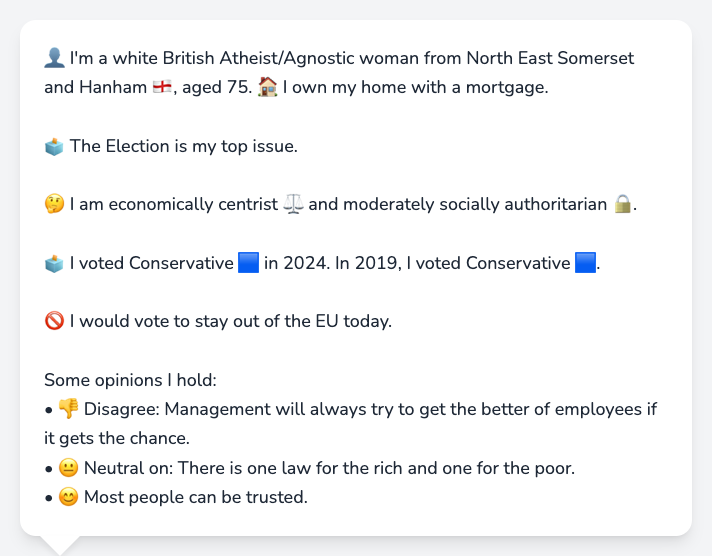 👤 I'm a white British Atheist/Agnostic woman from North East Somerset
and Hanham 🏴󠁧󠁢󠁥󠁮󠁧󠁿, aged 75. 🏠 I own my home with a mortgage.
🗳️ The Election is my top issue.
🤔 I am economically centrist ⚖️ and moderately socially authoritarian 🔒.
🗳️ I voted Conservative 🟦 in 2024. In 2019, I voted Conservative 🟦.
🚫 I would vote to stay out of the EU today.
Some opinions I hold:
• 👎 Disagree: Management will always try to get the better of employees if
it gets the chance.
• 😐 Neutral on: There is one law for the rich and one for the poor.
• 😊 Most people can be trusted.